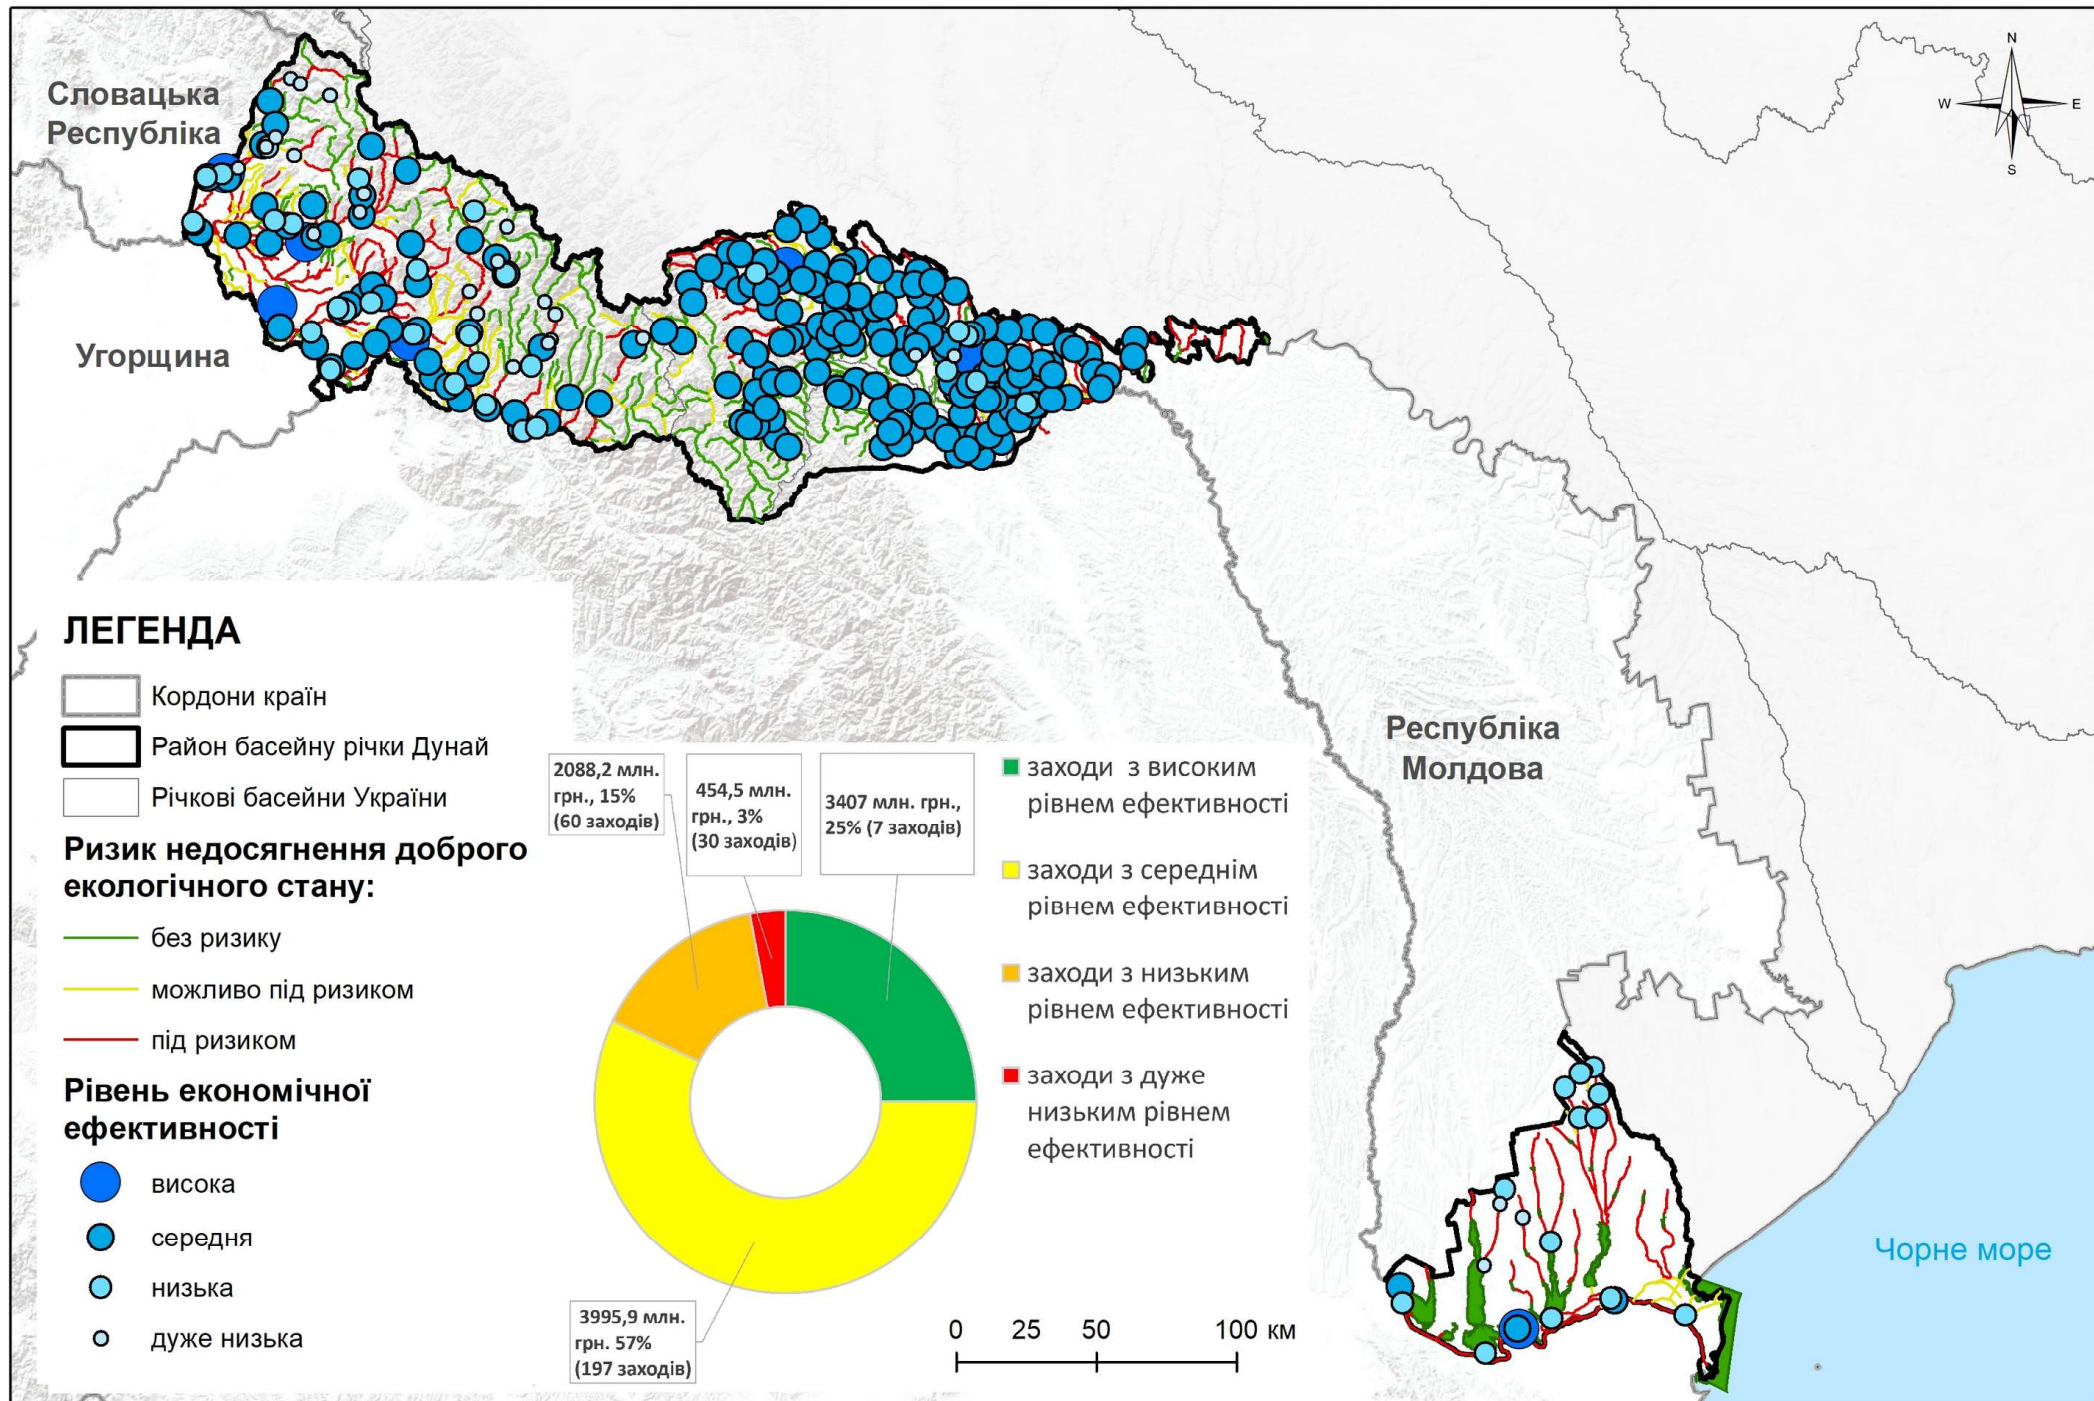 Словацька
Республіка
N
W
E
S
Угорщина
Республіка
Молдова
Чорне море
ЛЕГЕНДА
Кордони країн
Район басейну річки Дунай
Річкові басейни України
Ризик недосягнення доброго
екологічного стану:
без ризику
можливо під ризиком
під ризиком
Рівень економічної
ефективності
висока
середня
низька
дуже низька
2088,2 млн.
грн., 15%
(60 заходів)
454,5 млн.
грн., 3%
(30 заходів)
3407 млн. грн.,
25% (7 заходів)
3995,9 млн.
грн. 57%
(197 заходів)
заходи з високим
рівнем ефективності
заходи з середнім
рівнем ефективності
заходи з низьким
рівнем ефективності
заходи з дуже
низьким рівнем
ефективності
0 25 50 100 км